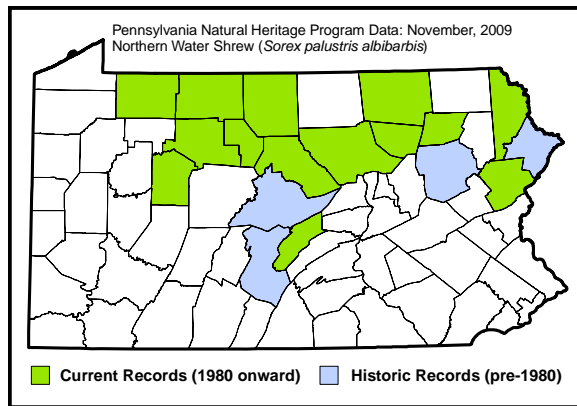 Pennsylvania Natural Heritage Program Data: November, 2009
Northern Water Shrew (Sorex palustris albibarbis)
Current Records (1980 onward) Historic Records (pre-1980)